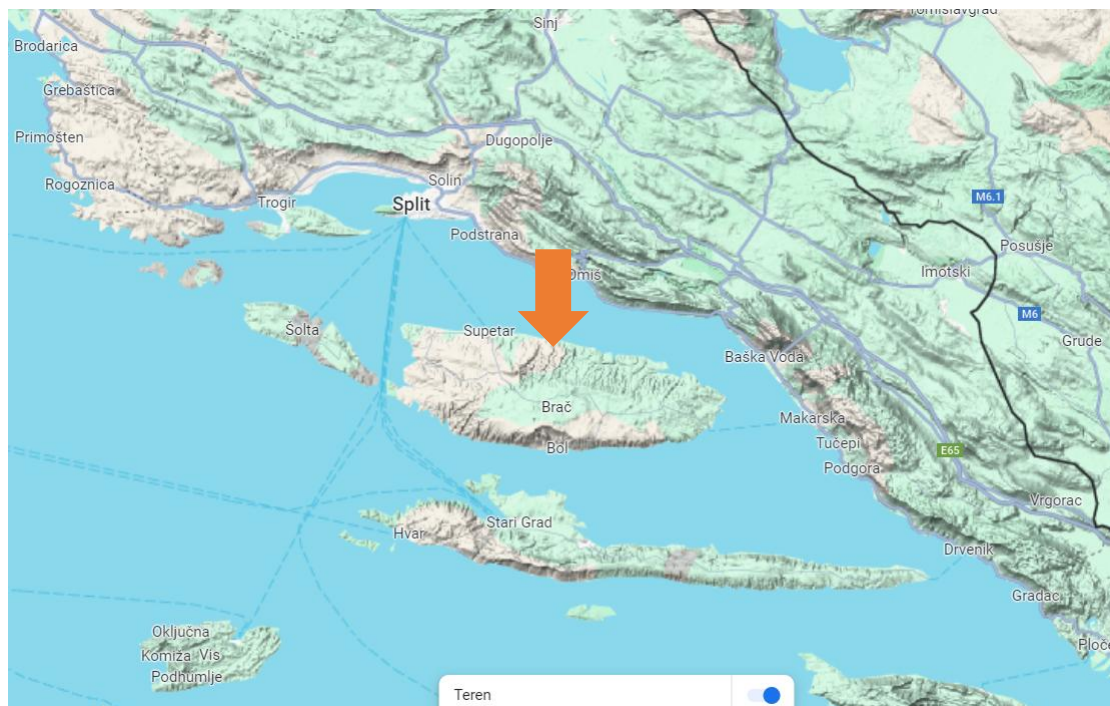 Tomislavgrad
Sinj
Brodarica
Grebaštica
Primošten
Dugopolje
Solin
Rogoznica
M6.1
Trogir
Split
Podstrana
Posušje
Omiš
Imotski
M6
Šolta
Supetar
Grude
Baška Voda
Brač
Makarska
Tučepi
Bol
E65
Podgora
Vrgorac
Stari Grad
Hvar
Drvenik
Gradac
Oključna
Ploče
Komiža Vis
Podhumlje
Teren